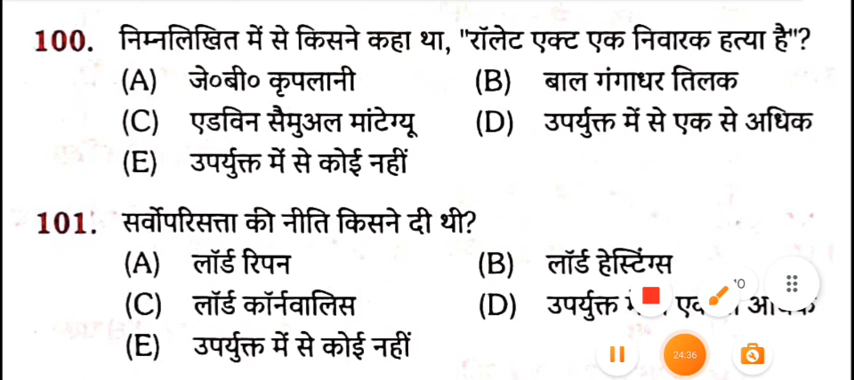 100. निम्नलिखित में से किसने कहा था, "रॉलेट एक्ट एक निवारक हत्या है"?
(A) जे०बी० कृपलानी (B) बाल गंगाधर तिलक
(C) एडविन सैमुअल मांटेग्यू (D) उपर्युक्त में से एक से अधिक
(E) उपर्युक्त में से कोई नहीं
101. सर्वोपरिसत्ता की नीति किसने दी थी?
(A) लॉर्ड रिपन (B) लॉर्ड हेस्टिंग्स
(C) लॉर्ड कॉर्नवालिस (D) उपर्युक्त
(E) उपर्युक्त में से कोई नहीं
24:36